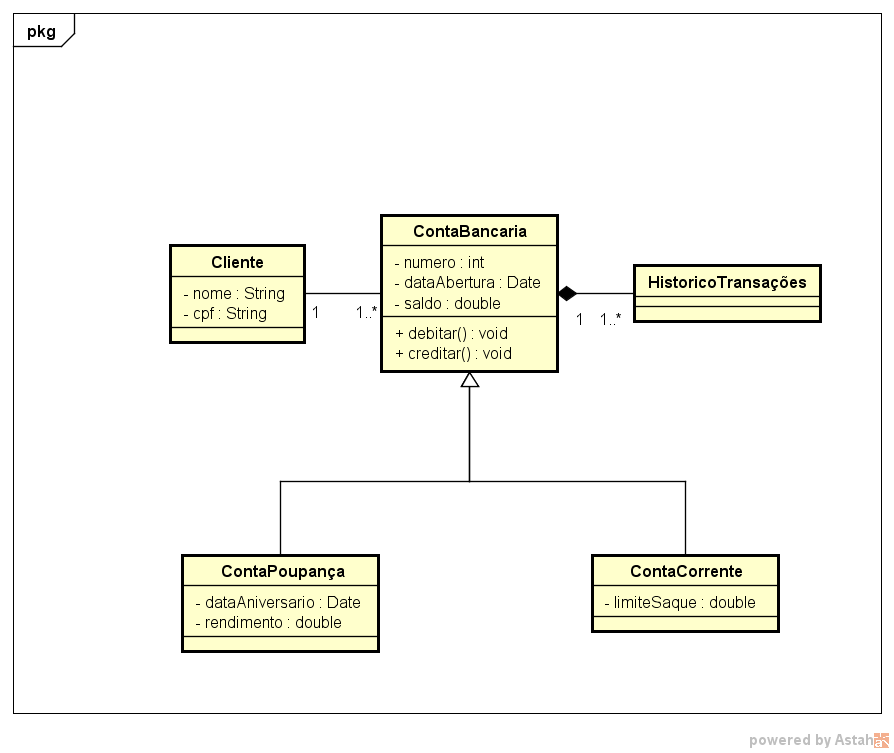 pkg
ContaBancaria
- numero : int
- dataAbertura : Date
- saldo : double
+ debitar() : void
+ creditar() : void
Cliente
- nome : String
- cpf : String
1
1..*
HistoricoTransações
1
1..*
ContaPoupança
- dataAniversario : Date
- rendimento : double
ContaCorrente
- limiteSaque : double
powered by Astah